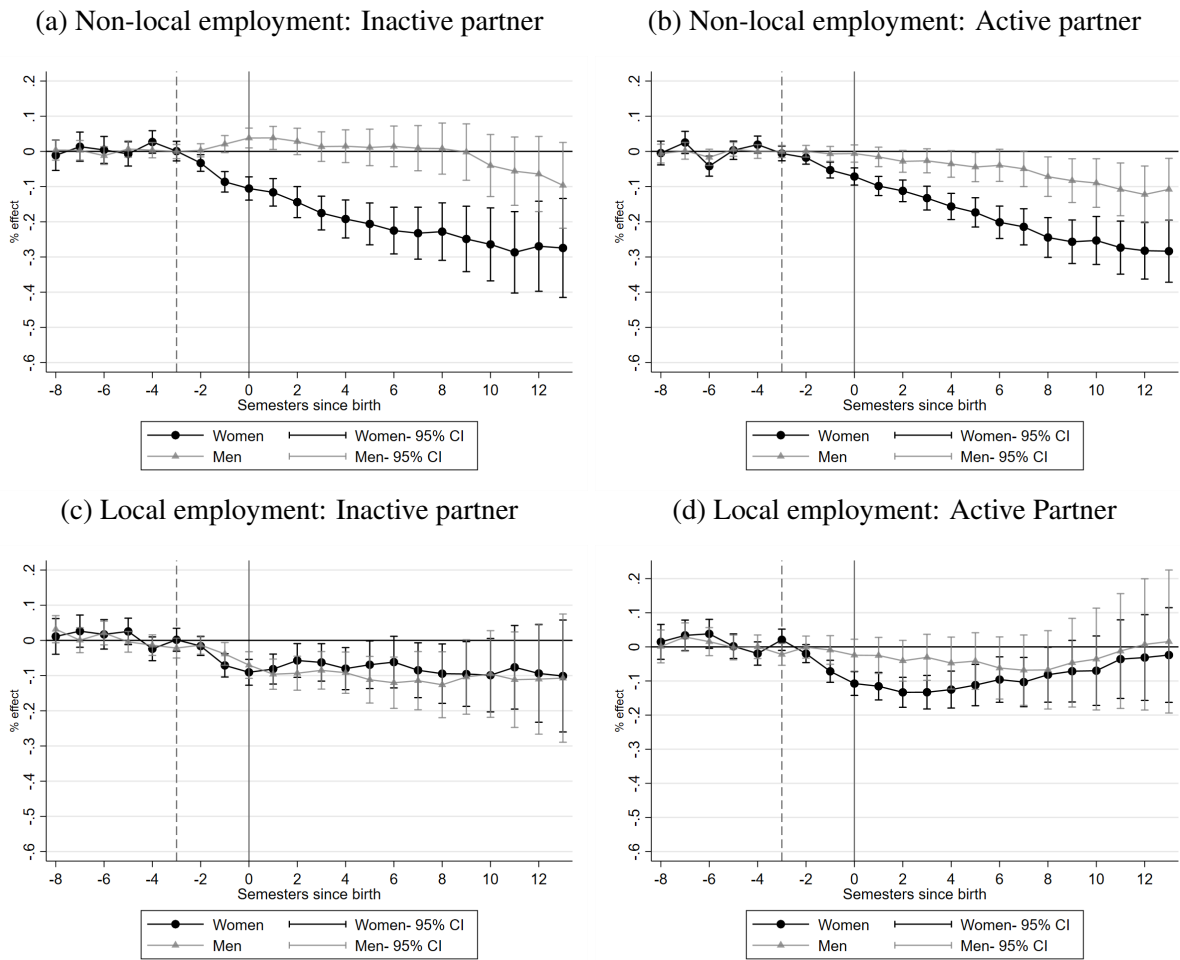 (a) Non-local employment: Inactive partner
.2
.1
0
-.1
-.2
-.3
-.4
-.5
-.6
% effect
-8 -6 -4 -2 0 2 4 6 8 10 12
Semesters since birth
Women Women- 95% CI
Men Men- 95% CI
(b) Non-local employment: Active partner
.2
.1
0
-.1
-.2
-.3
-.4
-.5
-.6
% effect
-8 -6 -4 -2 0 2 4 6 8 10 12
Semesters since birth
Women Women- 95% CI
Men Men- 95% CI
(c) Local employment: Inactive partner
.2
.1
0
-.1
-.2
-.3
-.4
-.5
-.6
% effect
-8 -6 -4 -2 0 2 4 6 8 10 12
Semesters since birth
Women Women- 95% CI
Men Men- 95% CI
(d) Local employment: Active Partner
.2
.1
0
-.1
-.2
-.3
-.4
-.5
-.6
% effect
-8 -6 -4 -2 0 2 4 6 8 10 12
Semesters since birth
Women Women- 95% CI
Men Men- 95% CI